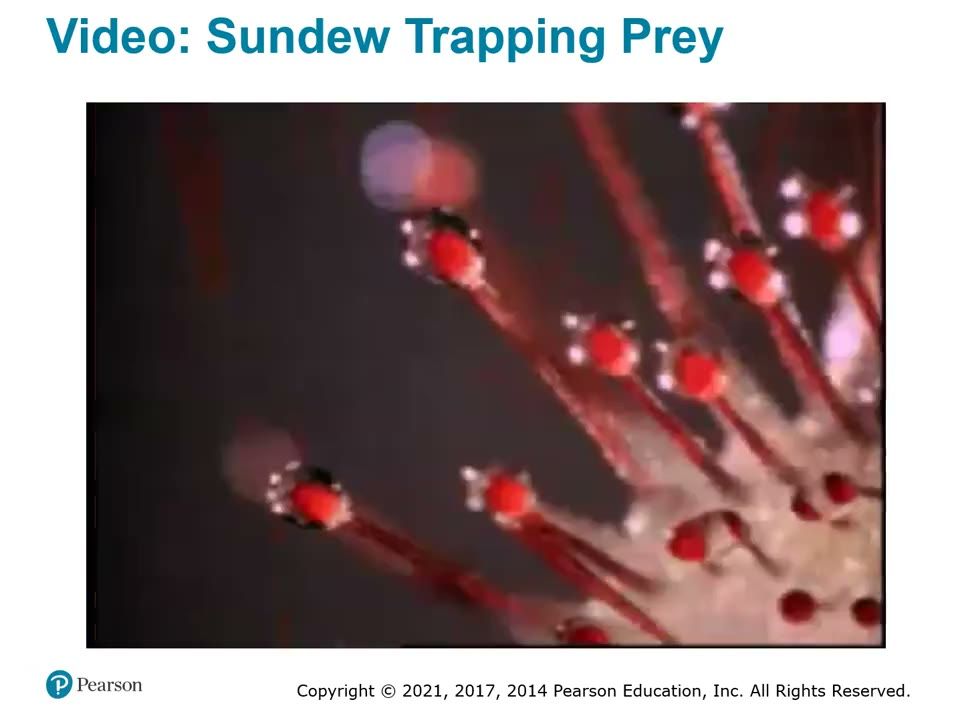 Video: Sundew Trapping Prey
Pearson
Copyright © 2021, 2017, 2014 Pearson Education, Inc. All Rights Reserved.